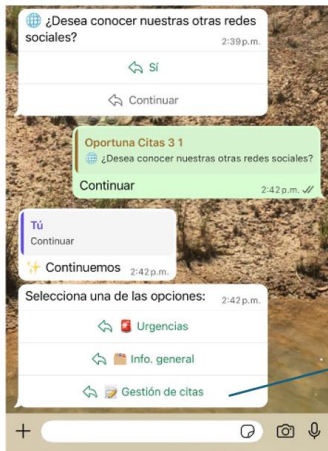 🌐 ¿Desea conocer nuestras otras redes
sociales?
2:39 p.m.
Sí
Continuar
Oportuna Citas 3 1
🌐 ¿Desea conocer nuestras otras redes sociales?
Continuar
2:42 p.m.
Tú
Continuar
✨ Continuemos
2:42 p.m.
Selecciona una de las opciones:
2:42 p.m.
🚨 Urgencias
🗂️ Info. general
📝 Gestión de citas